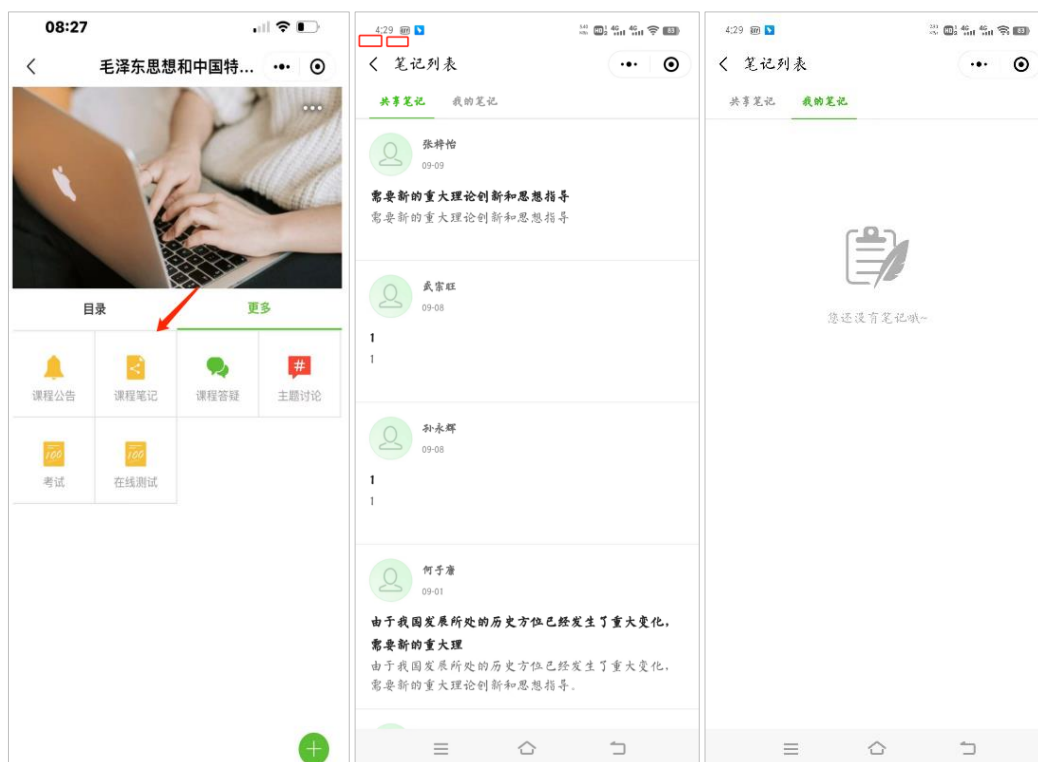 08:27
毛泽东思想和中国特...
目录
更多
课程公告
课程笔记
课程答疑
主题讨论
考试
在线测试
4:29
笔记列表
共享笔记
我的笔记
张梓怡
09-09
需要新的重大理论创新和思想指导
需要新的重大理论创新和思想指导
武宗旺
09-08
1
1
孙永辉
09-08
1
1
何子康
09-01
由于我国发展所处的历史方位已经发生了重大变化,
需要新的重大理
由于我国发展所处的历史方位已经发生了重大变化,
需要新的重大理论创新和思想指导。
4:29
笔记列表
共享笔记
我的笔记
您还没有笔记哦~